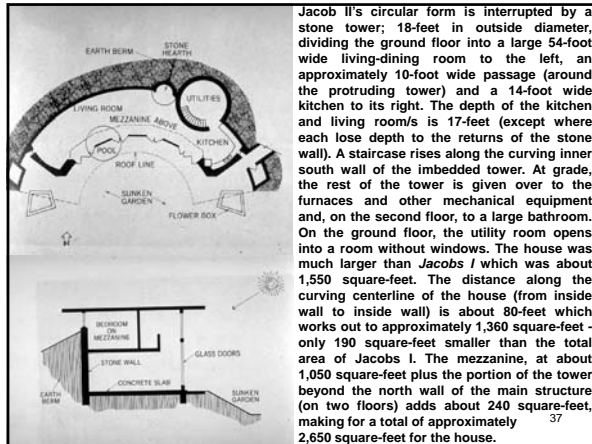 EARTH BERM
STONE
HEARTH
UTILITIES
LIVING ROOM
MEZZANINE ABOVE
KITCHEN
POOL
ROOF LINE
SUNKEN
GARDEN
FLOWER BOX
BEDROOM
ON
MEZZANINE
STONE WALL
GLASS DOORS
CONCRETE SLAB
EARTH
BERM
SUNKEN
GARDEN
Jacob II's circular form is interrupted by a
stone tower; 18-feet in outside diameter,
dividing the ground floor into a large 54-foot
wide living-dining room to the left, an
approximately 10-foot wide passage (around
the protruding tower) and a 14-foot wide
kitchen to its right. The depth of the kitchen
and living room/s is 17-feet (except where
each lose depth to the returns of the stone
wall). A staircase rises along the curving inner
south wall of the imbedded tower. At grade,
the rest of the tower is given over to the
furnaces and other mechanical equipment
and, on the second floor, to a large bathroom.
On the ground floor, the utility room opens
into a room without windows. The house was
much larger than Jacobs I which was about
1,550 square-feet. The distance along the
curving centerline of the house (from inside
wall to inside wall) is about 80-feet which
works out to approximately 1,360 square-feet -
only 190 square-feet smaller than the total
area of Jacobs I. The mezzanine, at about
1,050 square-feet plus the portion of the tower
beyond the north wall of the main structure
(on two floors) adds about 240 square-feet,
making for a total of approximately
2,650 square-feet for the house.
37